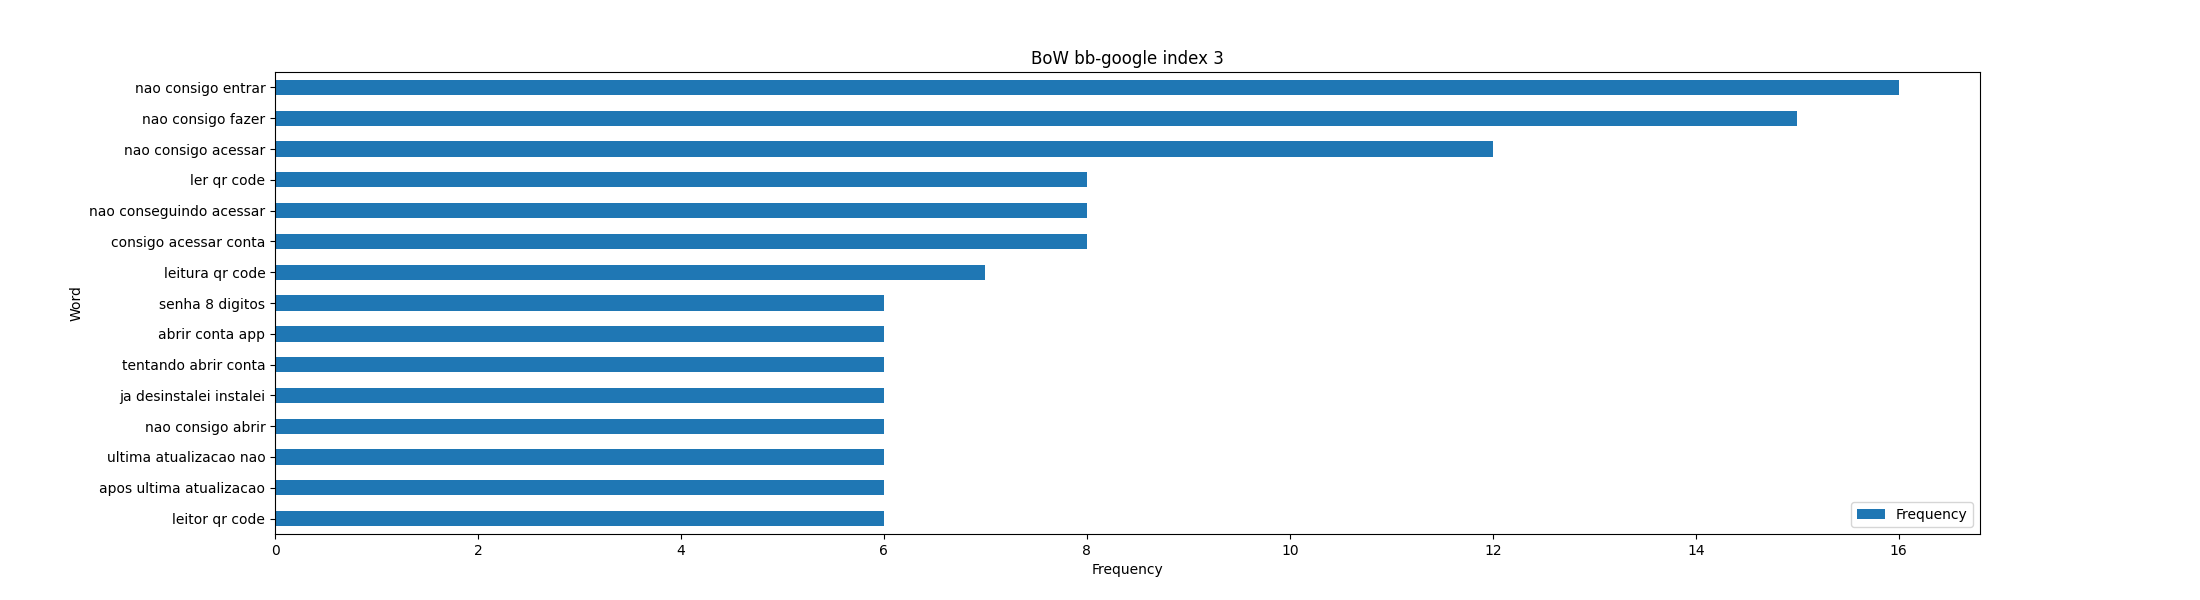 BoW bb-google index 3
nao consigo entrar
nao consigo fazer
nao consigo acessar
ler qr code
nao conseguindo acessar
consigo acessar conta
leitura qr code
senha 8 digitos
abrir conta app
tentando abrir conta
ja desinstalei instalei
nao consigo abrir
ultima atualizacao nao
apos ultima atualizacao
leitor qr code
Word
Frequency
0 2 4 6 8 10 12 14 16
Frequency